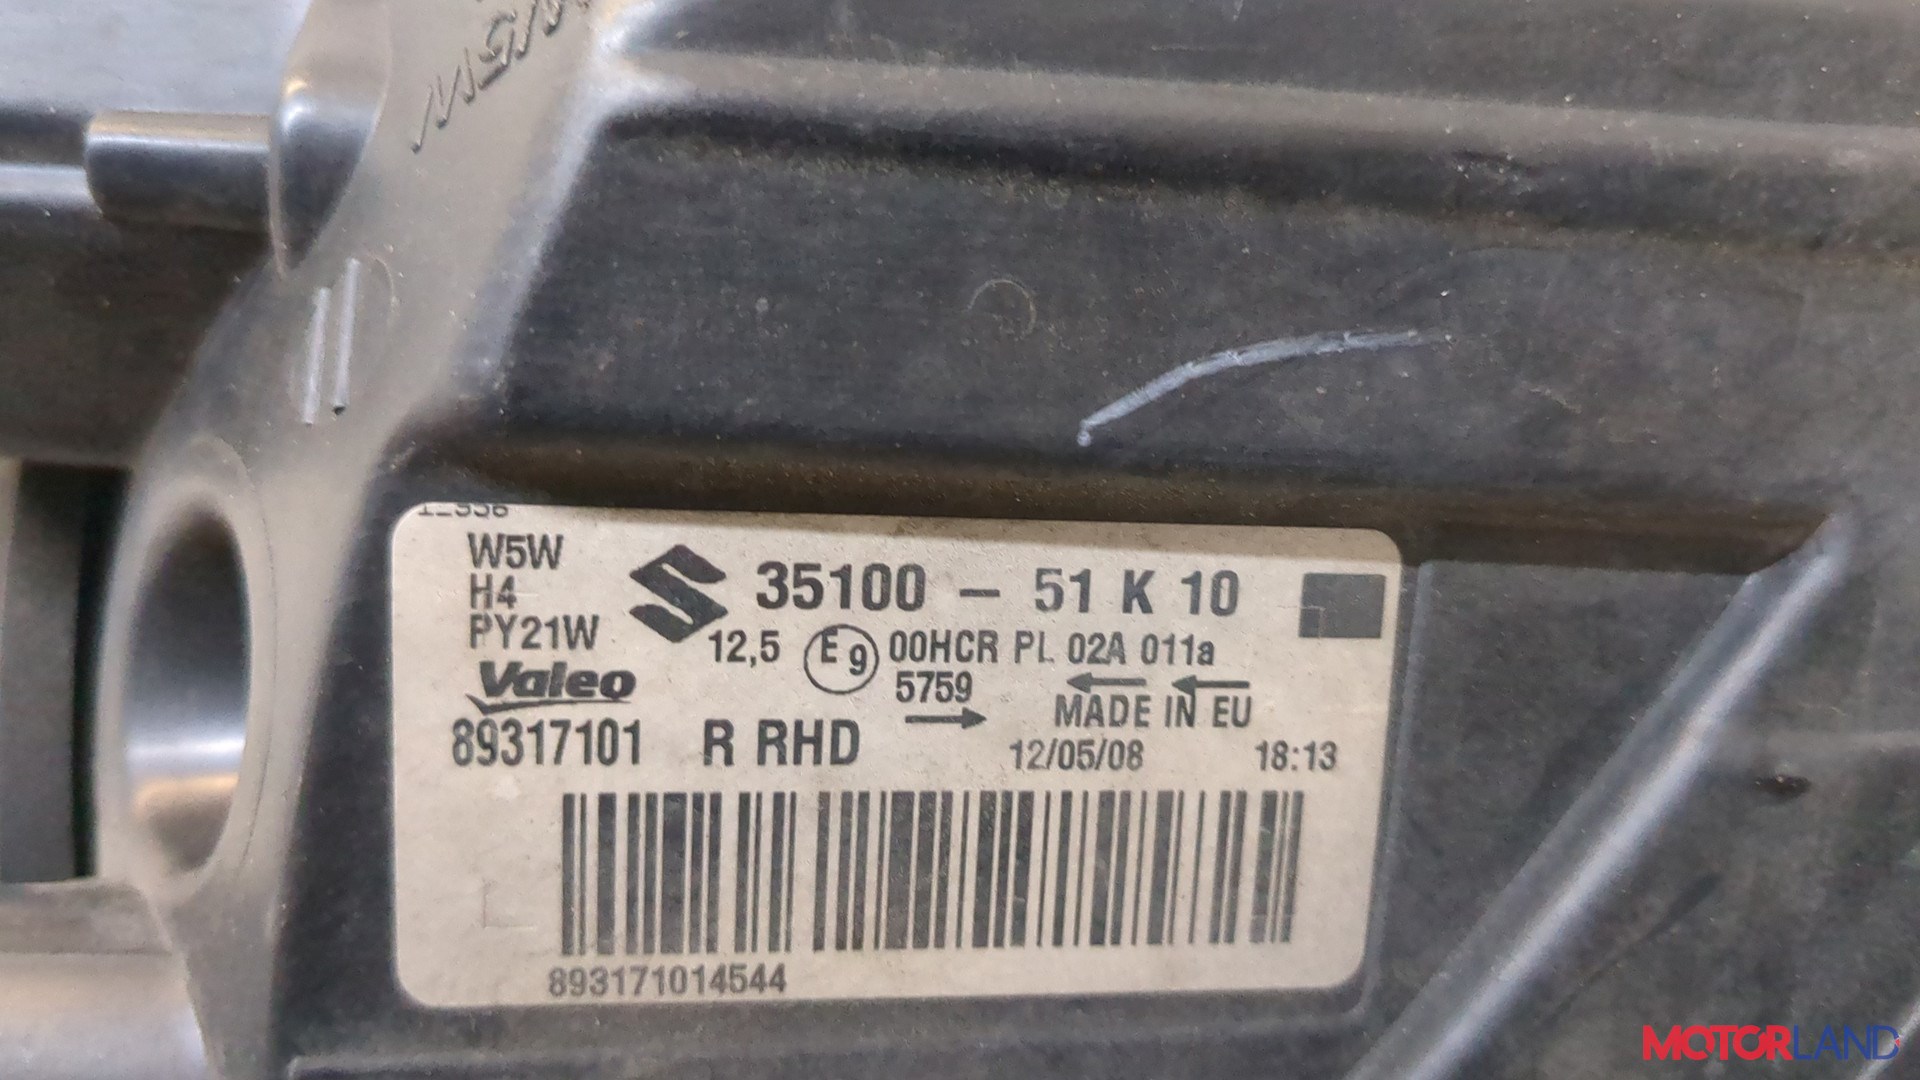 W5W
H4
PY21W
35100 - 51 K 10
12,5 E9 00HCR PL 02A 011a
5759
Valeo
MADE IN EU
89317101 R RHD
12/05/08 18:13
893171014544
MOTORLAND